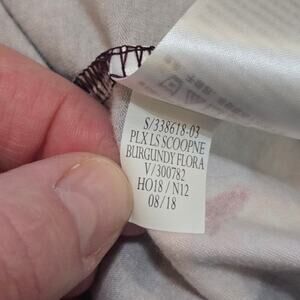 S/338618-03
PLX LS SCOOPNE
BURGUNDY FLORA
V/300782
HO18 / N12
08/18